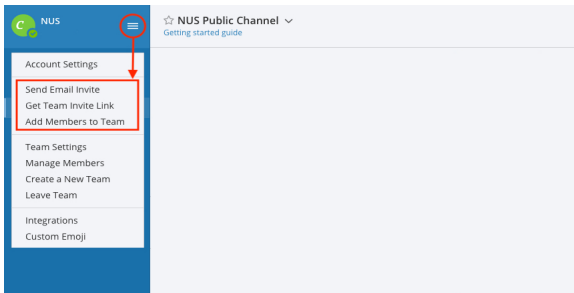 C NUS
NUS Public Channel
Getting started guide
Account Settings
Send Email Invite
Get Team Invite Link
Add Members to Team
Team Settings
Manage Members
Create a New Team
Leave Team
Integrations
Custom Emoji